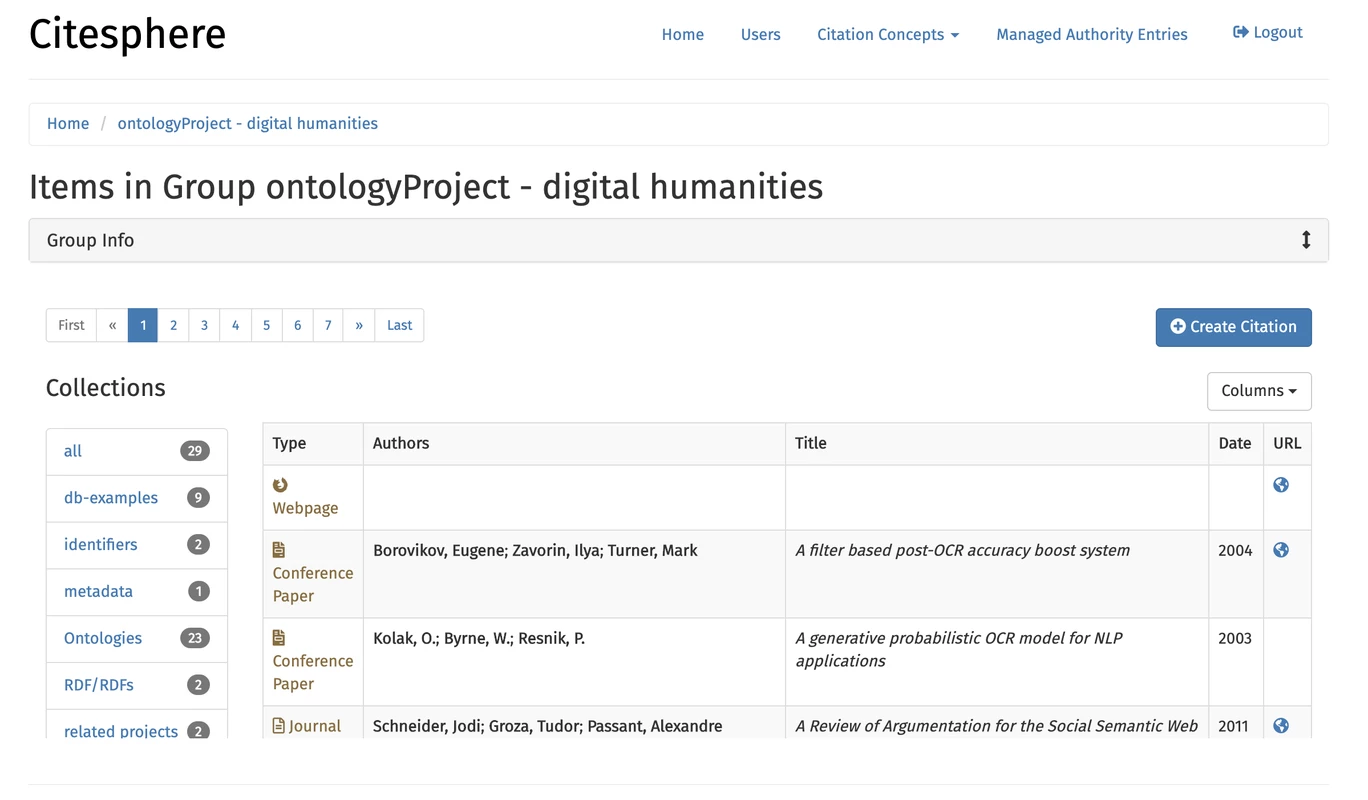 Citesphere
Home Users Citation Concepts Managed Authority Entries Logout
Home / ontologyProject - digital humanities
Items in Group ontologyProject - digital humanities
Group Info
First « 1 2 3 4 5 6 7 » Last
Create Citation
Collections
Columns
all 29
db-examples 9
identifiers 2
metadata 1
Ontologies 23
RDF/RDFs 2
related projects 2
Type Authors Title Date URL
Webpage
Conference Paper
Borovikov, Eugene; Zavorin, Ilya; Turner, Mark
A filter based post-OCR accuracy boost system
2004
Conference Paper
Kolak, O.; Byrne, W.; Resnik, P.
A generative probabilistic OCR model for NLP
applications
2003
Journal
Schneider, Jodi; Groza, Tudor; Passant, Alexandre
A Review of Argumentation for the Social Semantic Web
2011